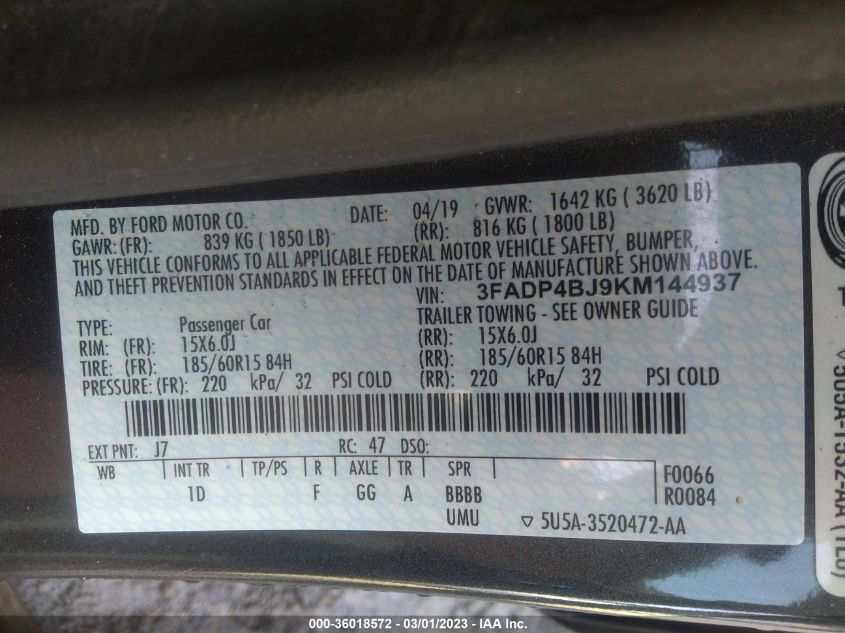 MFD. BY FORD MOTOR CO. DATE: 04/19 GVWR: 1642 KG ( 3620 LB)
GAWR: (FR): 839 KG ( 1850 LB) (RR): 816 KG ( 1800 LB)
THIS VEHICLE CONFORMS TO ALL APPLICABLE FEDERAL MOTOR VEHICLE SAFETY, BUMPER,
AND THEFT PREVENTION STANDARDS IN EFFECT ON THE DATE OF MANUFACTURE SHOWN ABOVE.
VIN: 3FADP4BJ9KM144937
TYPE: Passenger Car TRAILER TOWING - SEE OWNER GUIDE
RIM: (FR): 15X6.0J (RR): 15X6.0J
TIRE: (FR): 185/60R15 84H (RR): 185/60R15 84H
PRESSURE: (FR): 220 kPa/ 32 PSI COLD (RR): 220 kPa/ 32 PSI COLD
EXT PNT: J7 RC: 47 DSO:
WB INT TR TP/PS R AXLE TR SPR F0066
1D F GG A BBBB R0084
UMU ▽ 5U5A-3520472-AA
000-36018572 - 03/01/2023 - IAA Inc.